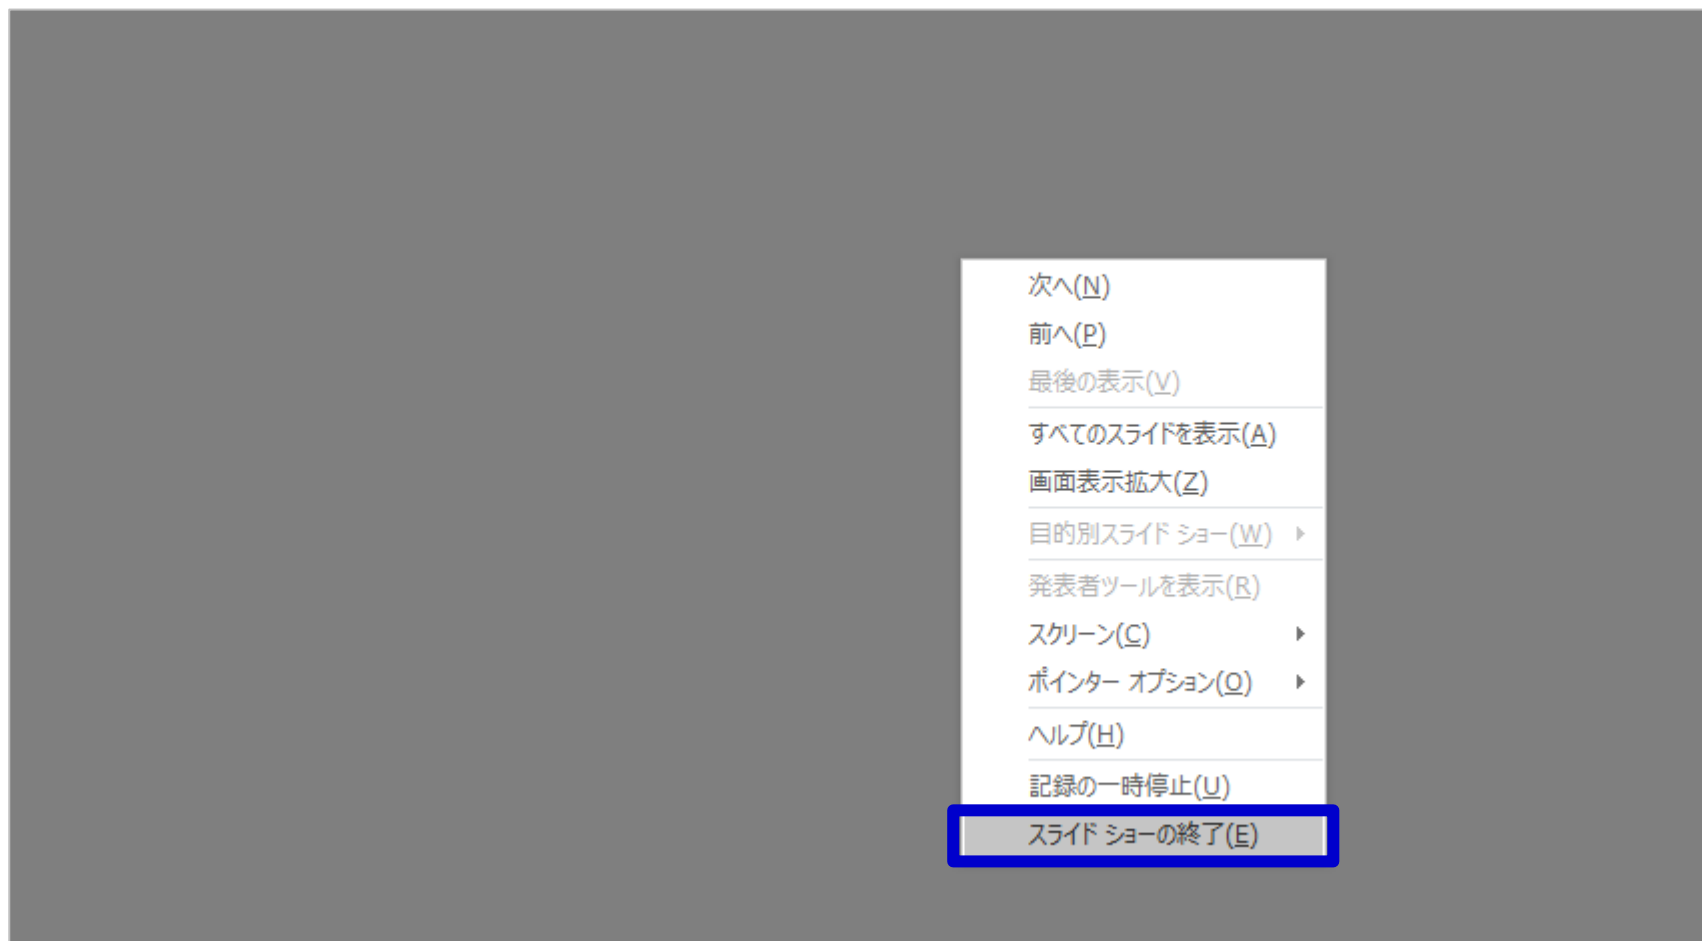 次へ(N)
前へ(P)
最後の表示(V)
すべてのスライドを表示(A)
画面表示拡大(Z)
目的別スライド ショー(W)
発表者ツールを表示(R)
スクリーン(C)
ポインター オプション(O)
ヘルプ(H)
記録の一時停止(U)
スライド ショーの終了(E)